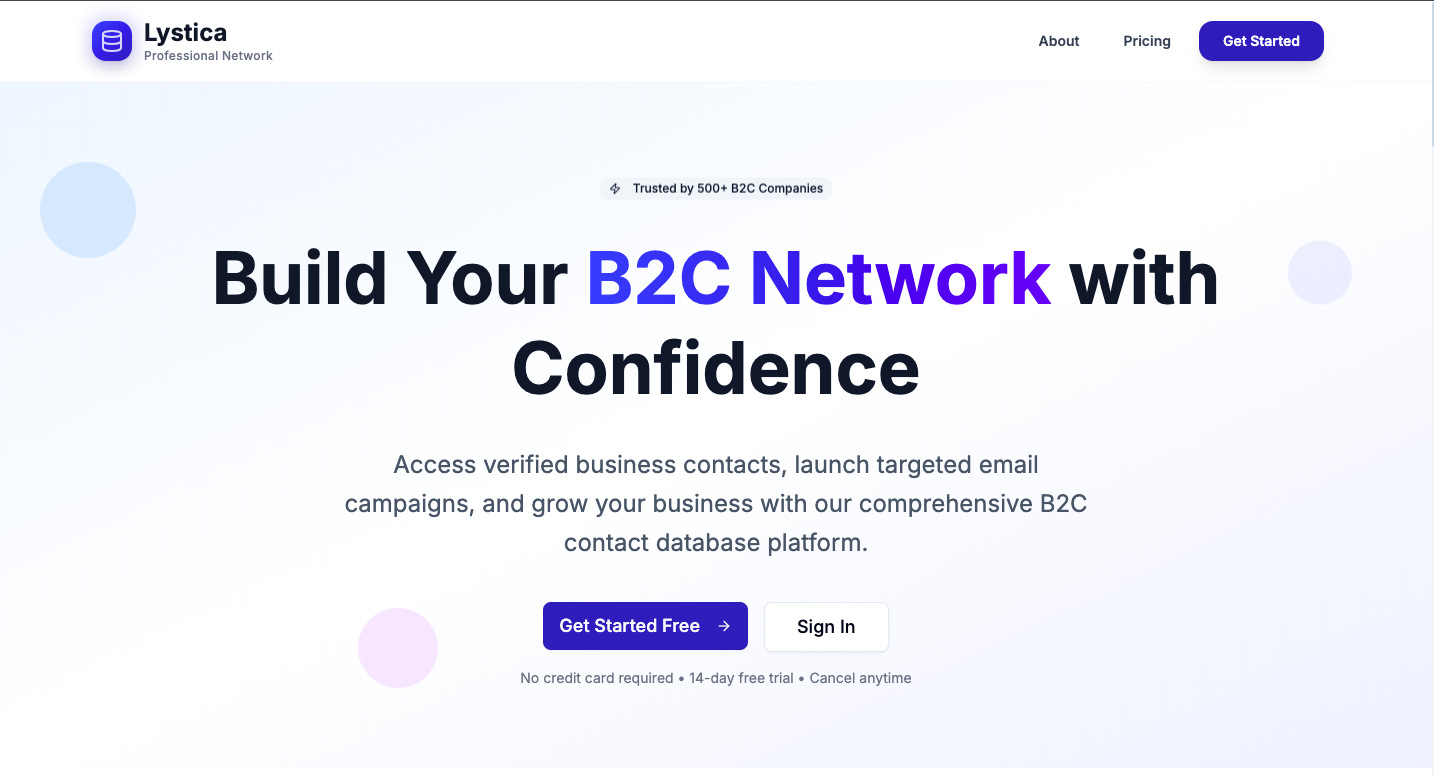 Lystica
Professional Network
About
Pricing
Get Started
Trusted by 500+ B2C Companies
Build Your B2C Network with
Confidence
Access verified business contacts, launch targeted email
campaigns, and grow your business with our comprehensive B2C
contact database platform.
Get Started Free
Sign In
No credit card required • 14-day free trial • Cancel anytime